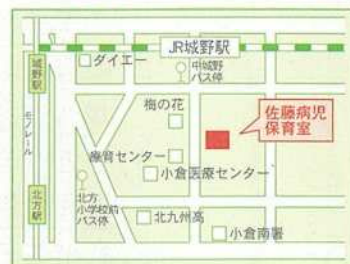 JR城野駅
ダイエー
中城野
バス停
城野駅
梅の花
佐藤病児
保育室
モノレール
療育センター
小倉医療センター
北方駅
北方
小学校前
バス停
北九州高
小倉南署